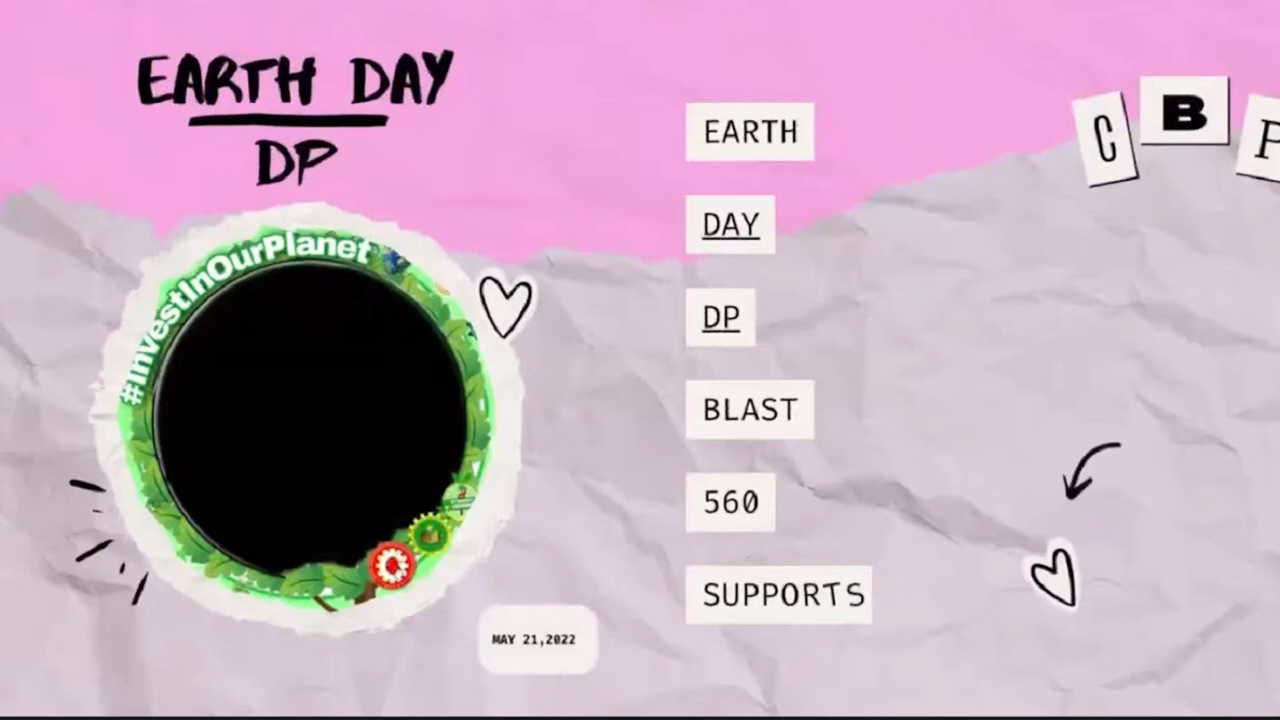 EARTH DAY
DP
#InvestInOurPlanet
MAY 21,2022
EARTH
DAY
DP
BLAST
560
SUPPORTS
C B P